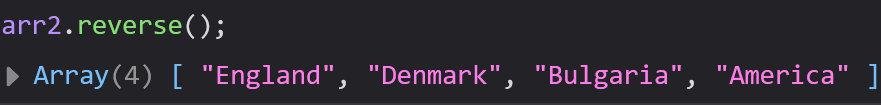 arr2.reverse();
Array(4) [ "England", "Denmark", "Bulgaria", "America" ]